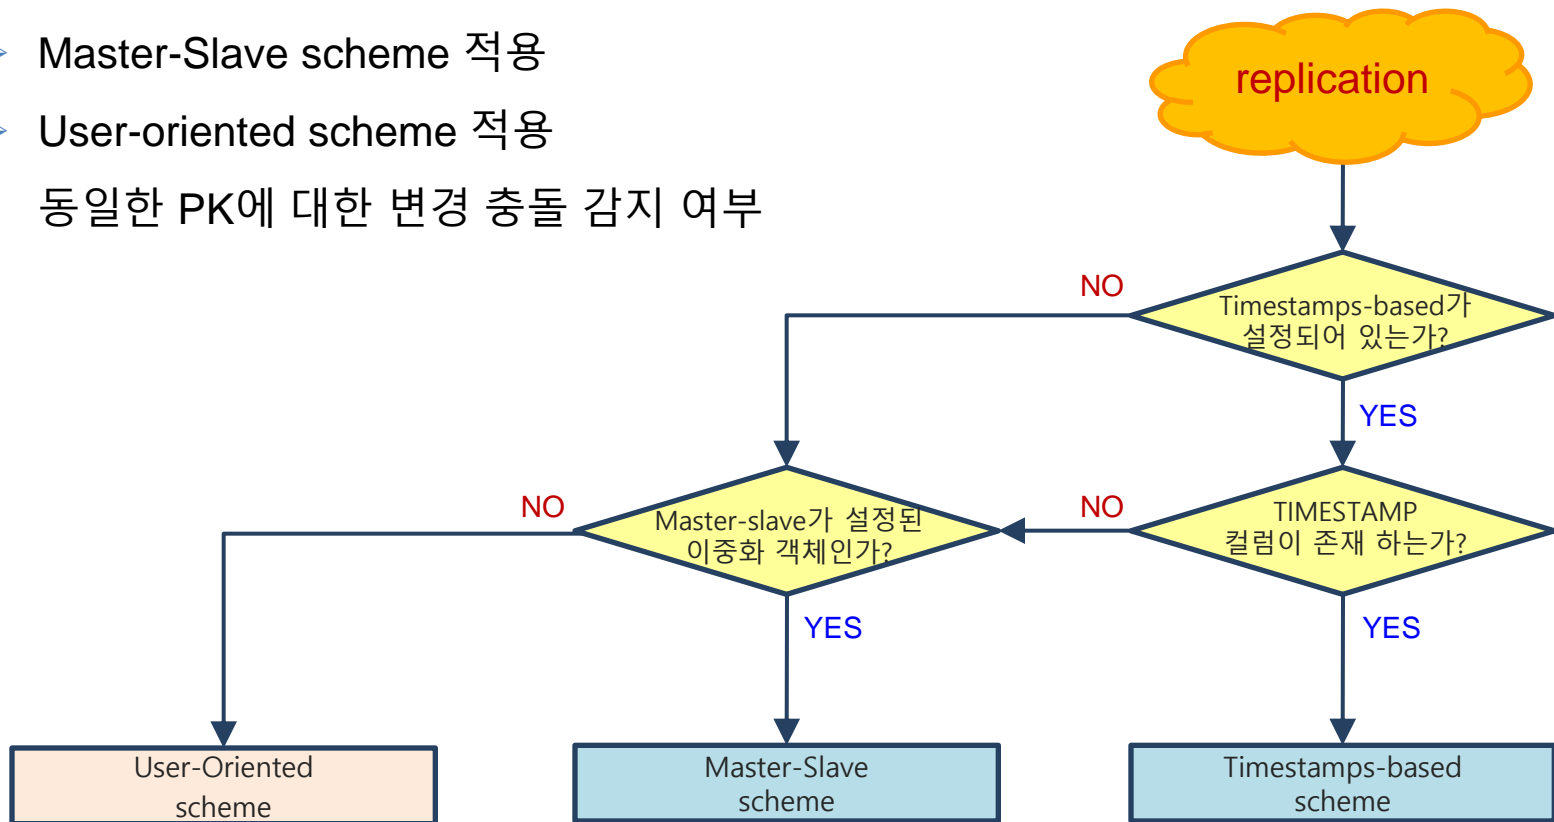 Master-Slave scheme 적용
User-oriented scheme 적용
동일한 PK에 대한 변경 충돌 감지 여부
replication
NO
Timestamps-based가
설정되어 있는가?
YES
NO
Master-slave가 설정된
이중화 객체인가?
NO
TIMESTAMP
컬럼이 존재 하는가?
YES
YES
User-Oriented
scheme
Master-Slave
scheme
Timestamps-based
scheme